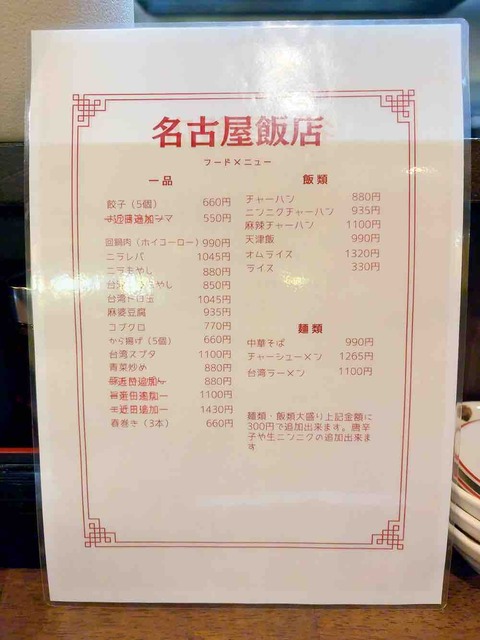 名古屋飯店
フードメニュー
一品
餃子（5個） 660円
550円
回鍋肉（ホイコーロー） 990円
ニラレバ 1045円
ニラもやし 880円
850円
台湾 1045円
麻婆豆腐 935円
コブクロ 770円
から揚げ（5個） 660円
台湾スブタ 1100円
青菜炒め 880円
880円
1100円
1430円
春巻き（3本） 660円
飯類
チャーハン 880円
ニンニクチャーハン 935円
麻辣チャーハン 1100円
天津飯 990円
オムライス 1320円
ライス 330円
麺類
中華そば 990円
チャーシューメン 1265円
台湾ラーメン 1100円
麺類・飯類大盛り上記金額に
300円で追加出来ます。唐辛
子や生ニンニクの追加出来ま
す